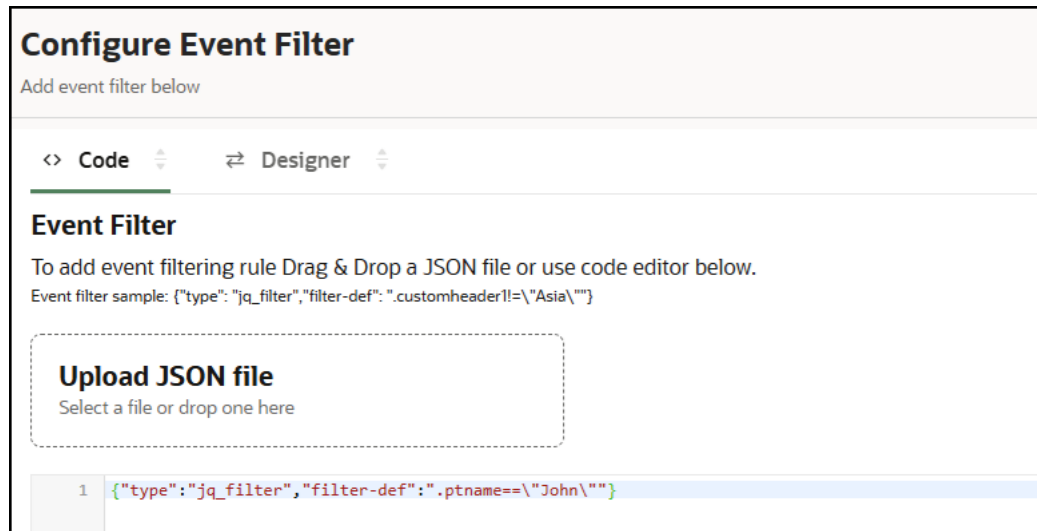 Configure Event Filter
Add event filter below
<> Code
Designer
Event Filter
To add event filtering rule Drag & Drop a JSON file or use code editor below.
Event filter sample: {"type": "jq_filter","filter-def": ".customheader1!=\"Asia\""}
Upload JSON file
Select a file or drop one here
1 {"type":"jq_filter","filter-def":".ptname==\"John\""}